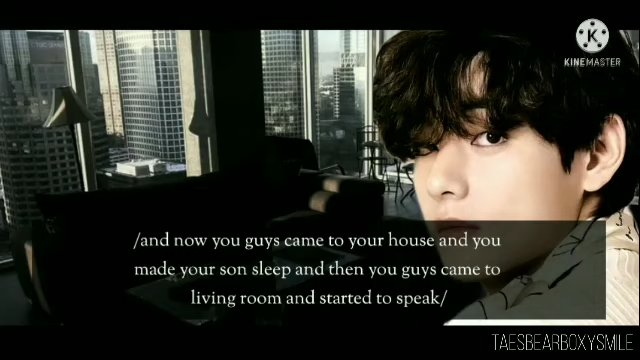 K
KINEMASTER
/and now you guys came to your house and you
made your son sleep and then you guys came to
living room and started to speak/
TAESBEARBOXYSMILE